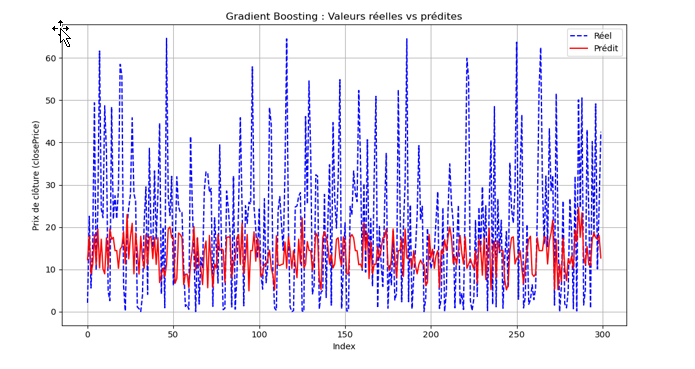 Gradient Boosting : Valeurs réelles vs prédites
Réel
Prédit
Prix de clôture (closePrice)
60
50
40
30
20
10
0
0 50 100 150 200 250 300
Index